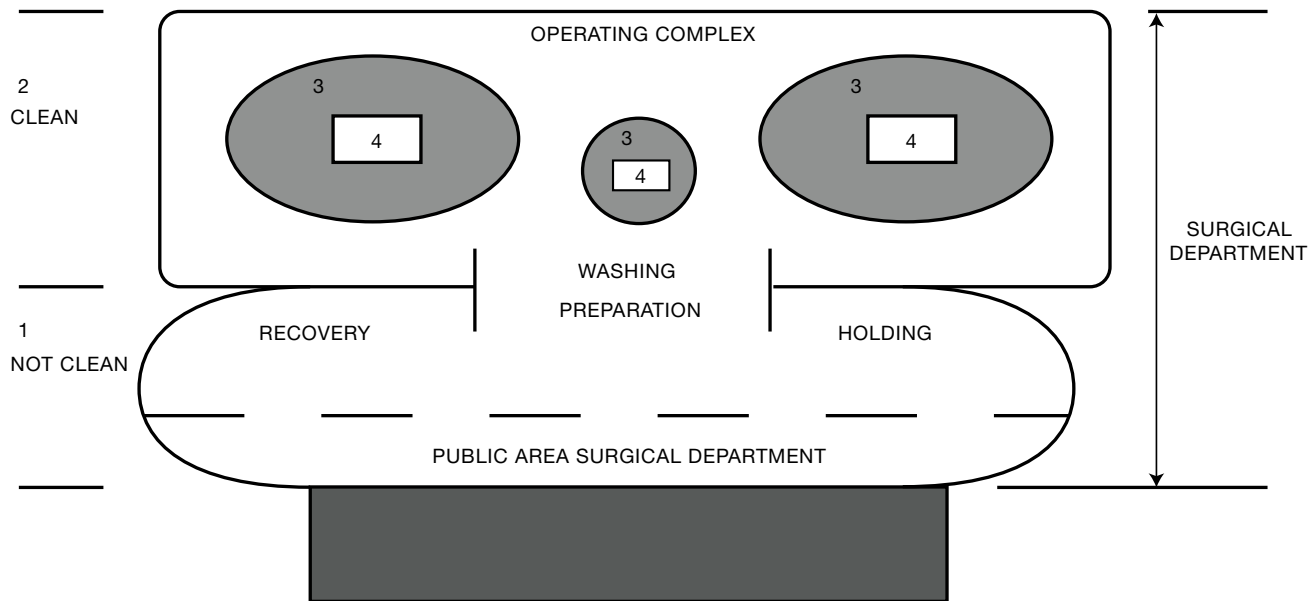 OPERATING COMPLEX
2
CLEAN
3
4
3
4
3
4
SURGICAL
DEPARTMENT
WASHING
PREPARATION
1
NOT CLEAN
RECOVERY
HOLDING
PUBLIC AREA SURGICAL DEPARTMENT